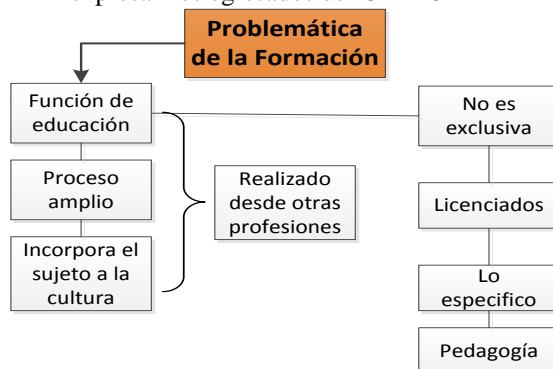 Problemática
de la Formación
Función de
educación
Proceso
amplio
Incorpora el
sujeto a la
cultura
Realizado
desde otras
profesiones
No es
exclusiva
Licenciados
Lo
especifico
Pedagogía